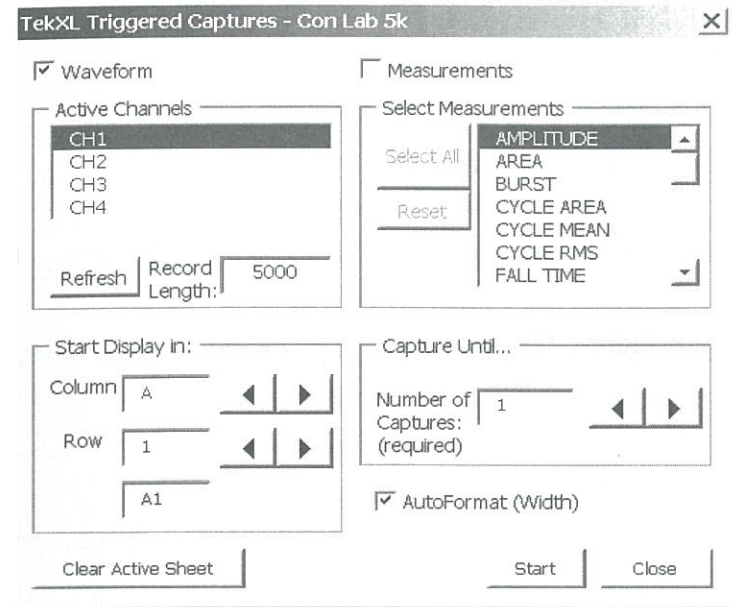 TekXL Triggered Captures - Con Lab 5k
Waveform
Measurements
Active Channels
CH1
CH2
CH3
CH4
Refresh
Record
Length:
5000
Select Measurements
Select All
Reset
AMPLITUDE
AREA
BURST
CYCLE AREA
CYCLE MEAN
CYCLE RMS
FALL TIME
Start Display in:
Column
A
Row
1
A1
Capture Until...
Number of
Captures:
(required)
1
AutoFormat (Width)
Clear Active Sheet
Start
Close